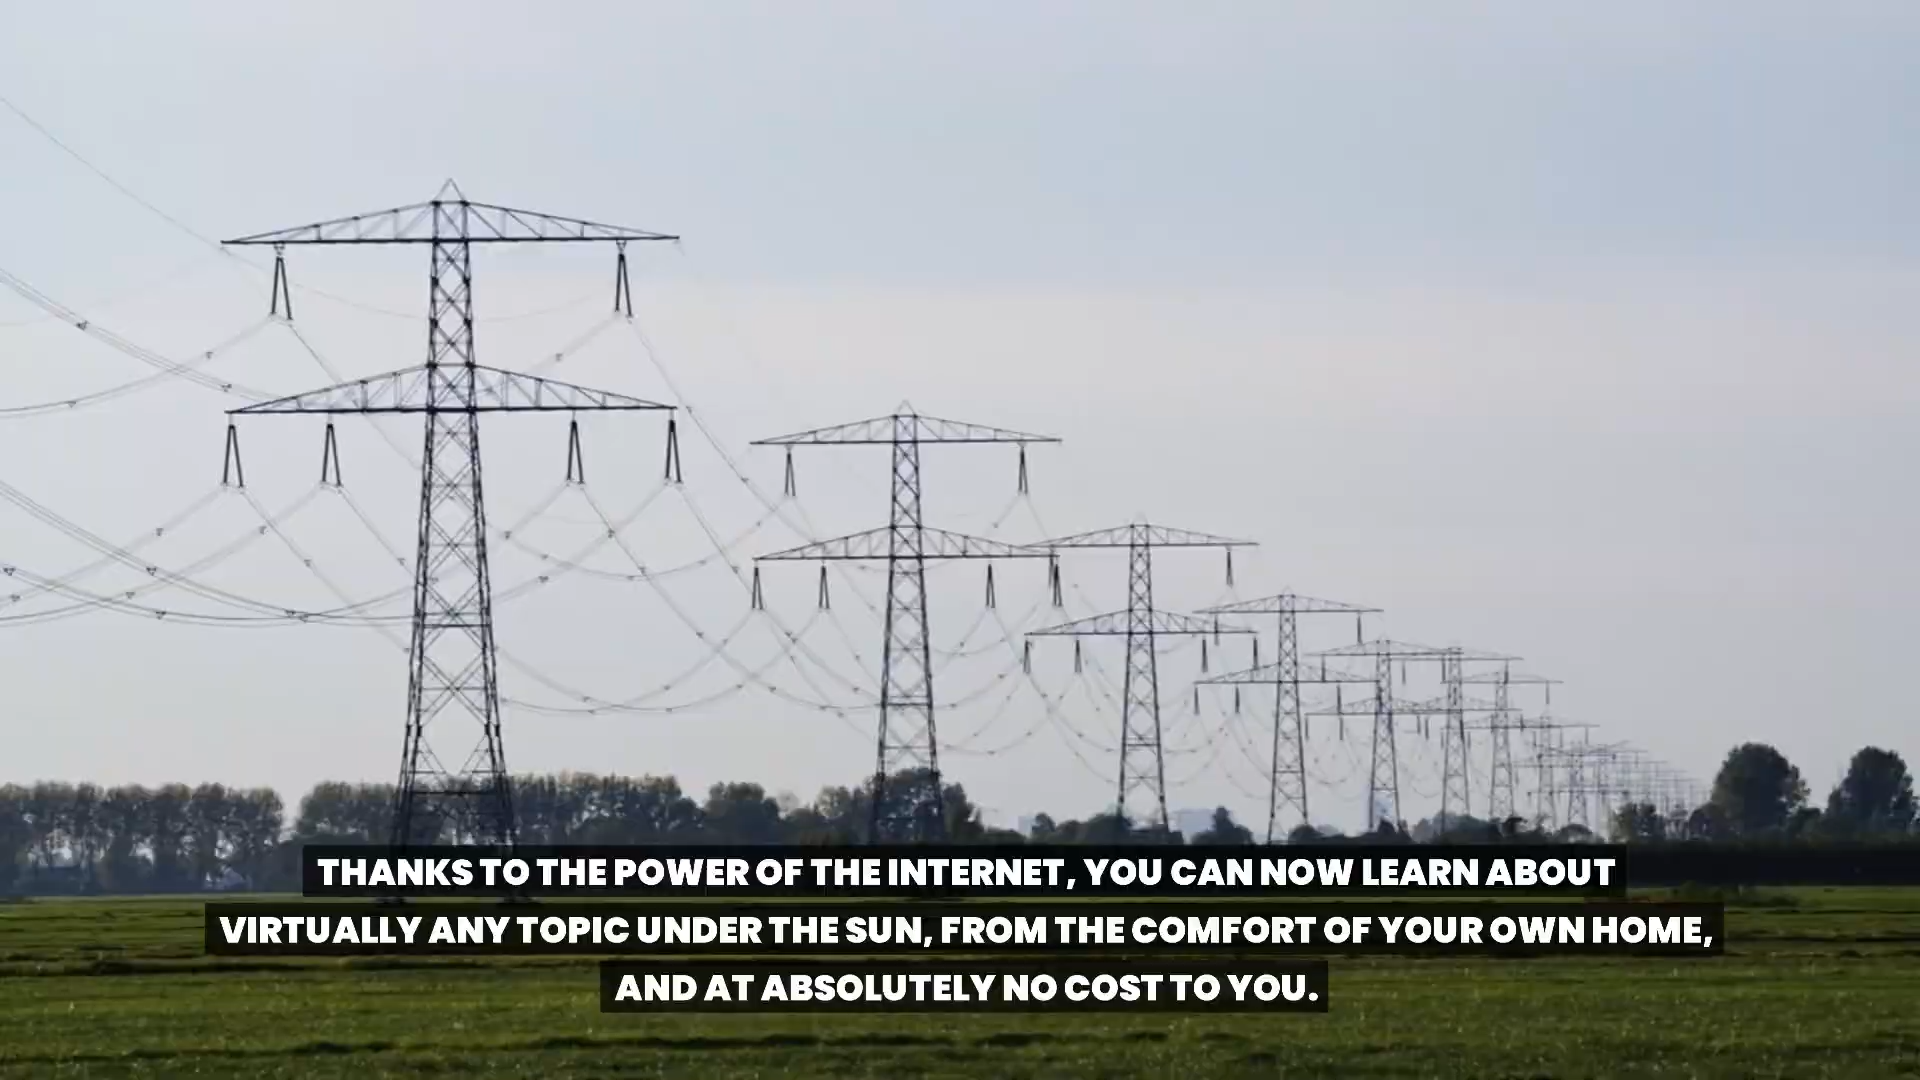 THANKS TO THE POWER OF THE INTERNET, YOU CAN NOW LEARN ABOUT
VIRTUALLY ANY TOPIC UNDER THE SUN, FROM THE COMFORT OF YOUR OWN HOME,
AND AT ABSOLUTELY NO COST TO YOU.